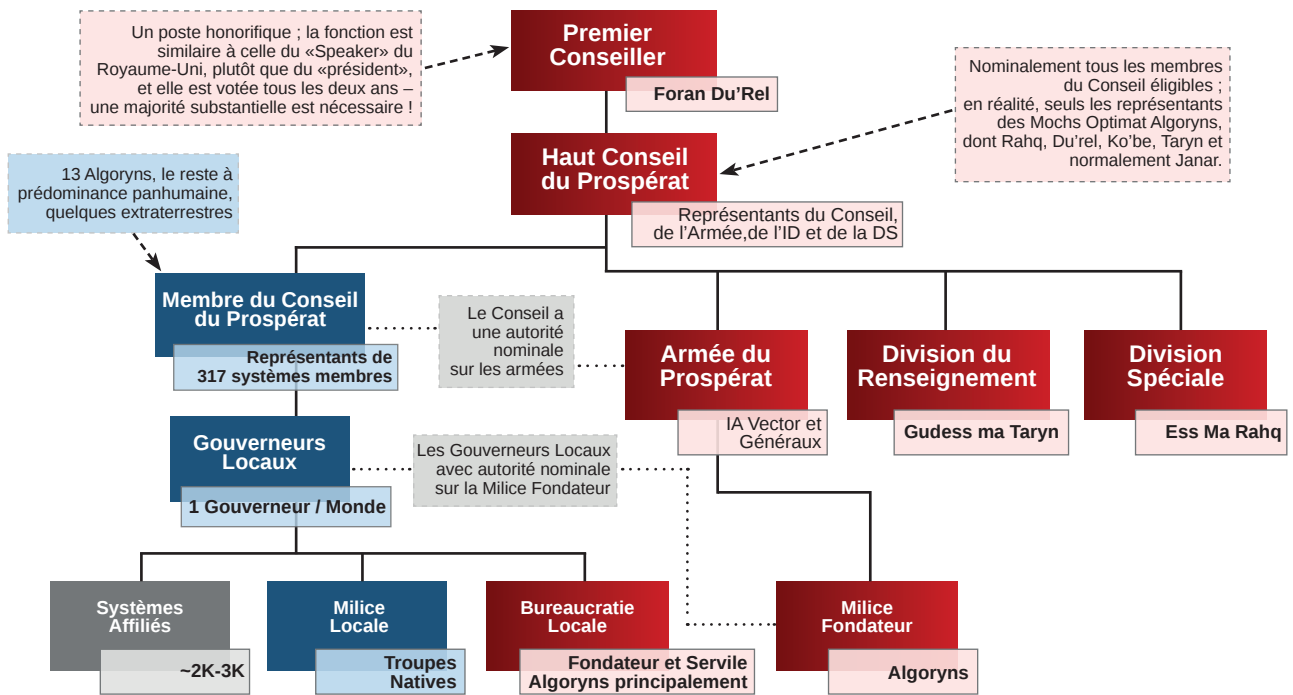 Un poste honorifique ; la fonction est
similaire à celle du «Speaker» du
Royaume-Uni, plutôt que du «président»,
et elle est votée tous les deux ans –
une majorité substantielle est nécessaire !
Premier
Conseiller
Foran Du’Rel
Nominalement tous les membres
du Conseil éligibles ;
en réalité, seuls les représentants
des Mochs Optimat Algoryns,
dont Rahq, Du’rel, Ko’be, Taryn et
normalement Janar.
Haut Conseil
du Prospérat
Représentants du Conseil,
de l’Armée,de l’ID et de la DS
13 Algoryns, le reste à
prédominance panhumaine,
quelques extraterrestres
Membre du Conseil
du Prospérat
Représentants de
317 systèmes membres
Le Conseil a
une autorité
nominale
sur les armées
Armée du
Prospérat
IA Vector et
Généraux
Division du
Renseignement
Gudess ma Taryn
Division
Spéciale
Ess Ma Rahq
Gouverneurs
Locaux
1 Gouverneur / Monde
Les Gouverneurs Locaux
avec autorité nominale
sur la Milice Fondateur
Systèmes
Affiliés
~2K-3K
Milice
Locale
Troupes
Natives
Bureaucratie
Locale
Fondateur et Servile
Algoryns principalement
Milice
Fondateur
Algoryns